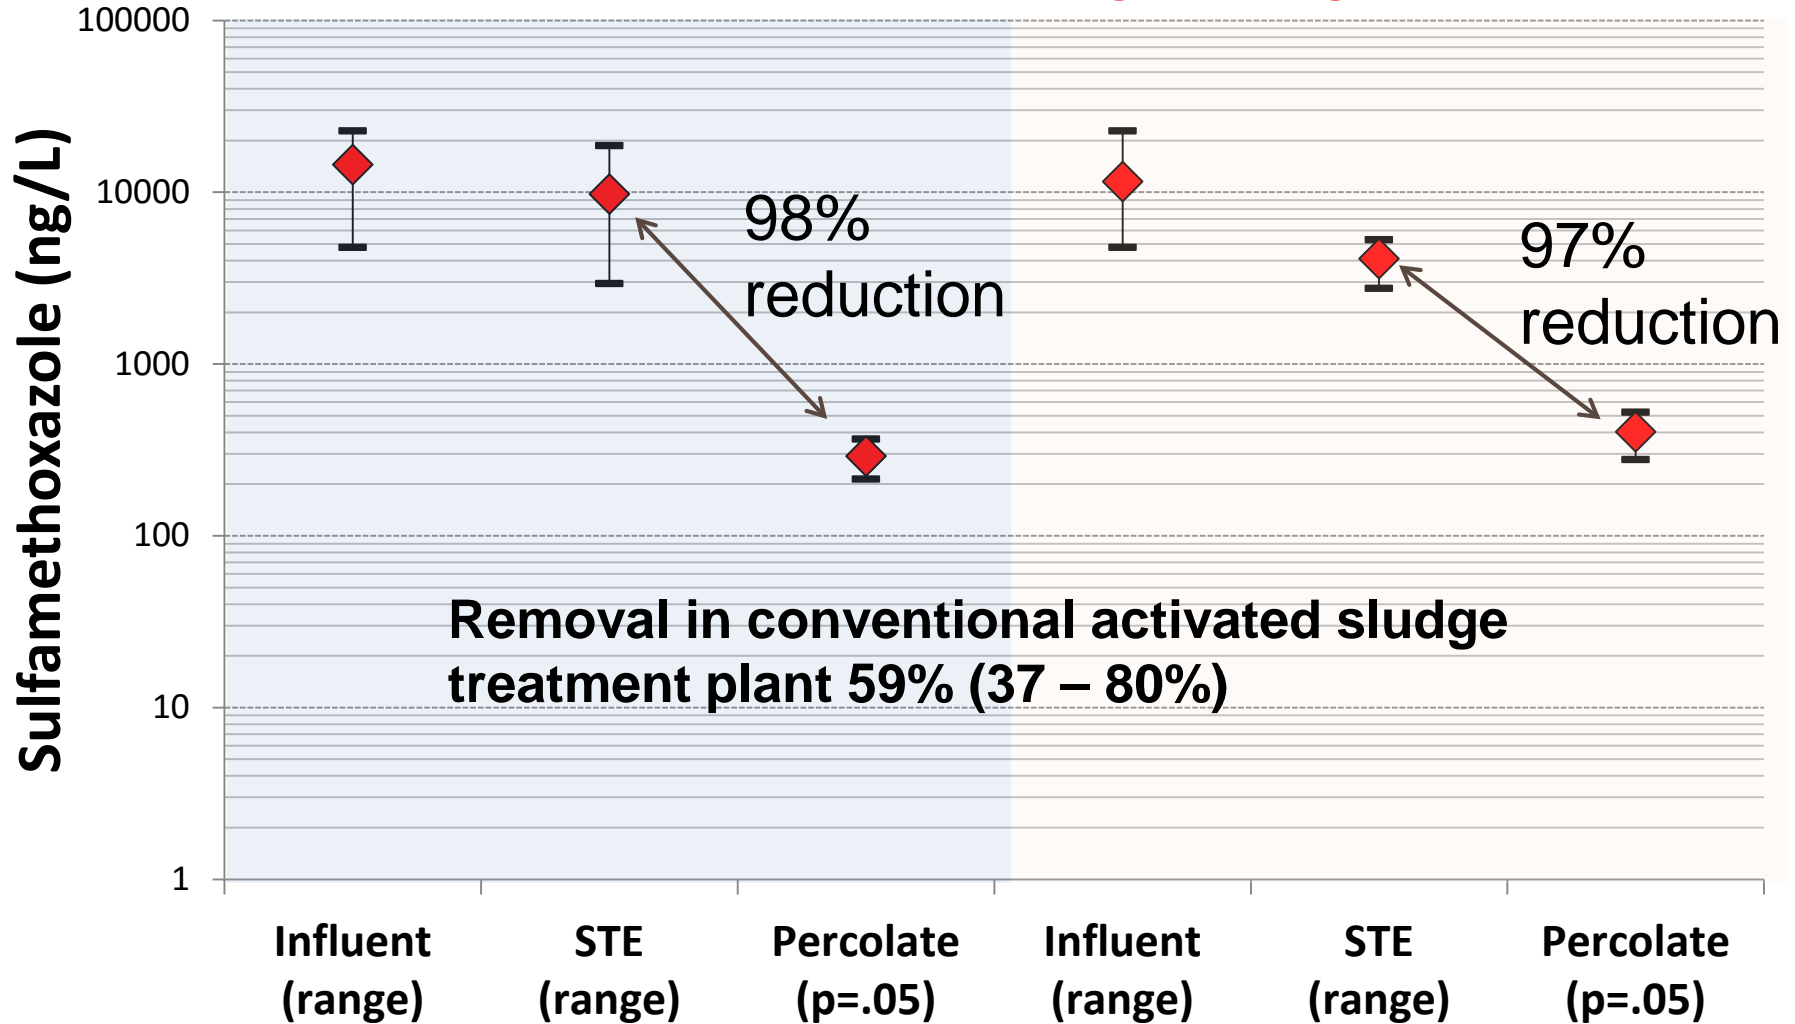 100000
10000
1000
100
10
1
Sulfamethoxazole (ng/L)
98%
reduction
97%
reduction
Removal in conventional activated sludge
treatment plant 59% (37 – 80%)
Influent
(range)
STE
(range)
Percolate
(p=.05)
Influent
(range)
STE
(range)
Percolate
(p=.05)